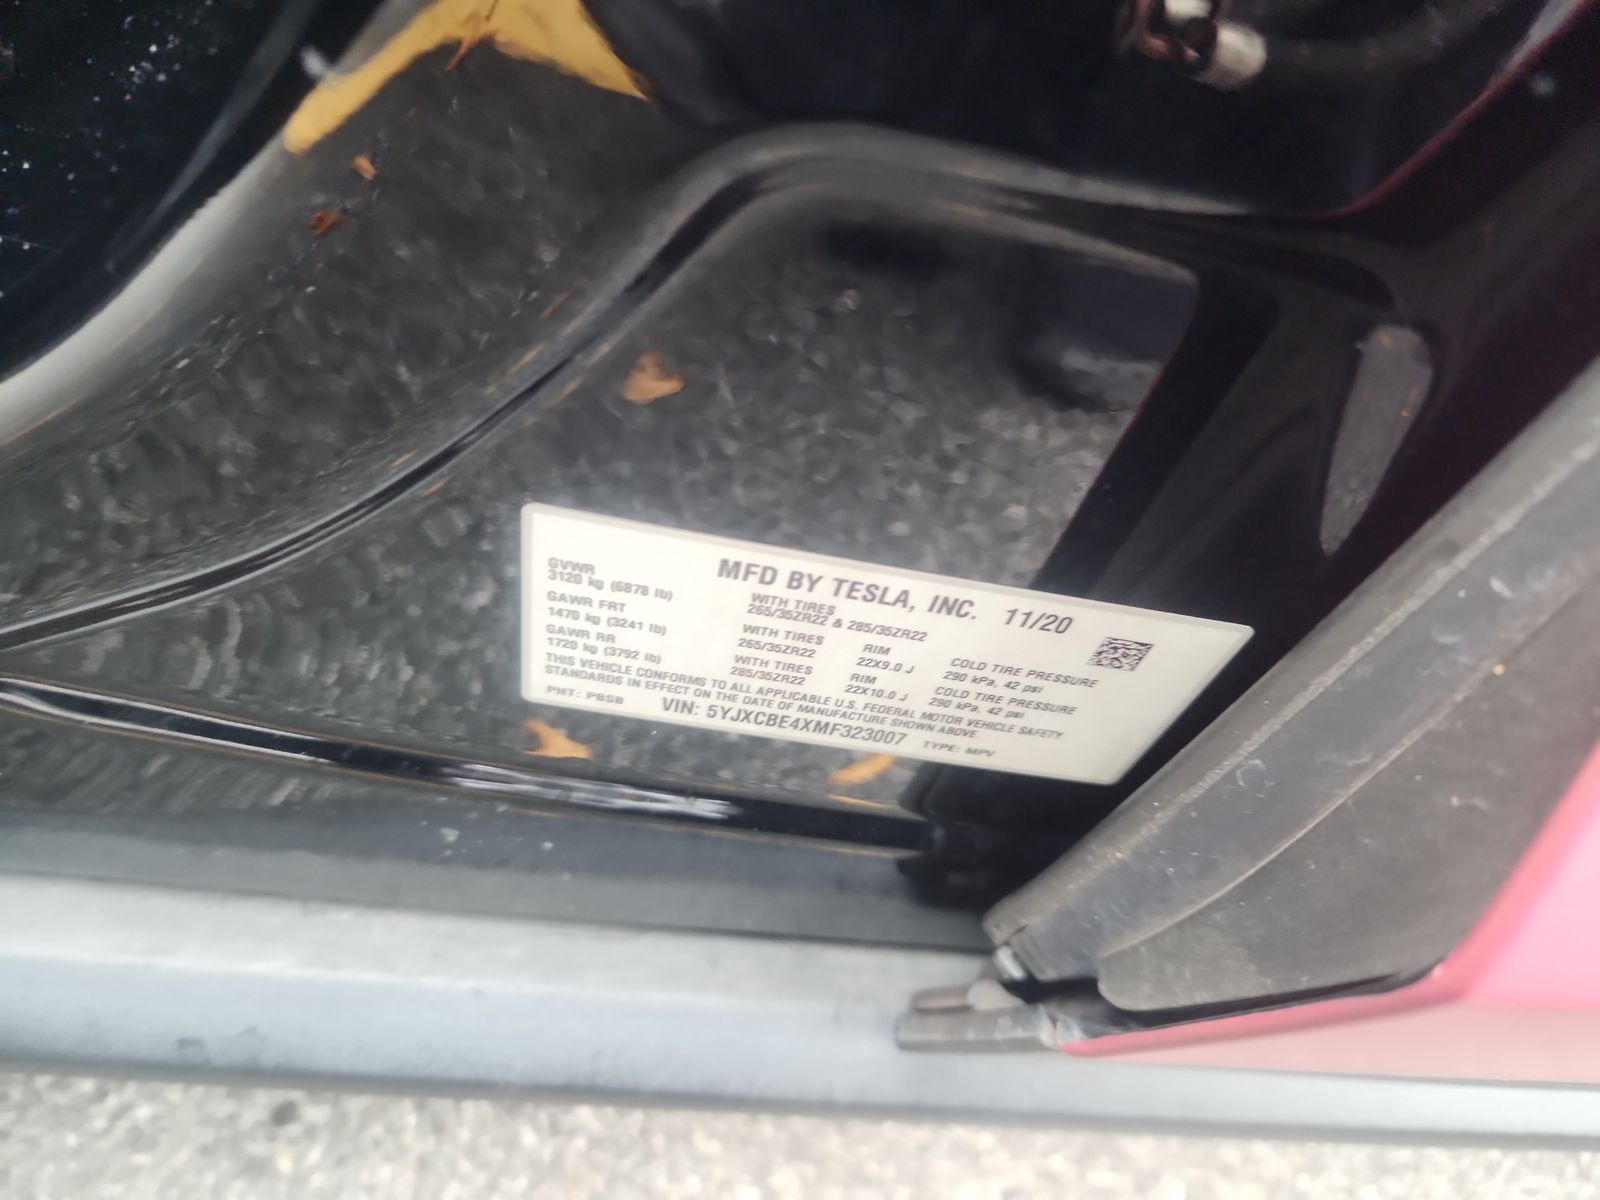 MFD BY TESLA, INC. 11/20
GVWR
3120 kg (6878 lb)
WITH TIRES
265/35ZR22 & 285/35ZR22
GAWR FRT
1470 kg (3241 lb)
WITH TIRES
265/35ZR22
RIM
22X9.0 J
COLD TIRE PRESSURE
290 kPa, 42 psi
GAWR RR
1720 kg (3792 lb)
WITH TIRES
285/35ZR22
RIM
22X10.0 J
COLD TIRE PRESSURE
290 kPa, 42 psi
THIS VEHICLE CONFORMS TO ALL APPLICABLE U.S. FEDERAL MOTOR VEHICLE SAFETY
STANDARDS IN EFFECT ON THE DATE OF MANUFACTURE SHOWN ABOVE.
PNT: PBSB VIN: 5YJXCBE4XMF323007 TYPE: MPV